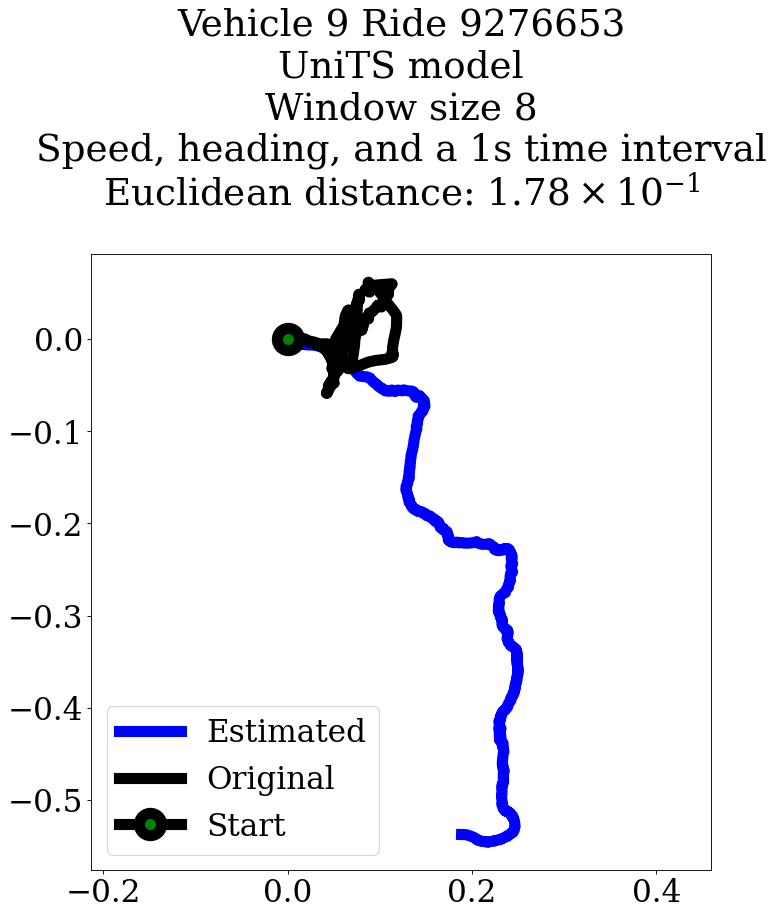 Vehicle 9 Ride 9276653
UniTS model
Window size 8
Speed, heading, and a 1s time interval
Euclidean distance: 1.78 × 10⁻¹
0.0
−0.1
−0.2
−0.3
−0.4
−0.5
Estimated
Original
Start
−0.2 0.0 0.2 0.4